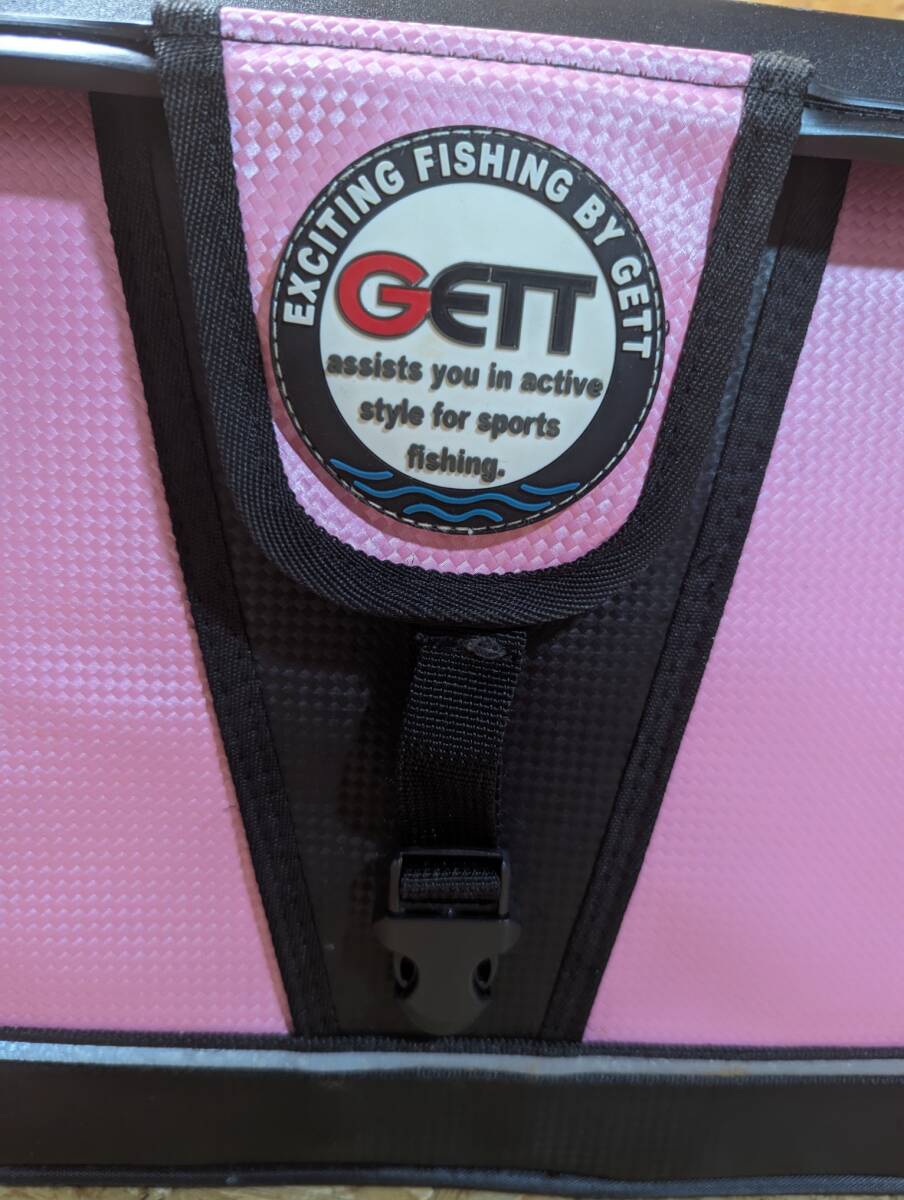 EXCITING FISHING BY GETT
GETT
assists you in active
style for sports
fishing.